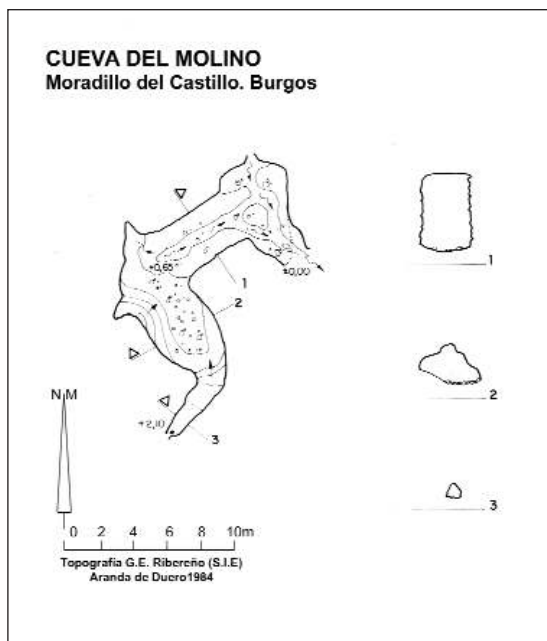 CUEVA DEL MOLINO
Moradillo del Castillo. Burgos
±0,00
+0,65
1
2
+2,10
3
1
2
3
N M
0 2 4 6 8 10m
Topografia G.E. Ribereño (S.I.E)
Aranda de Duero1984